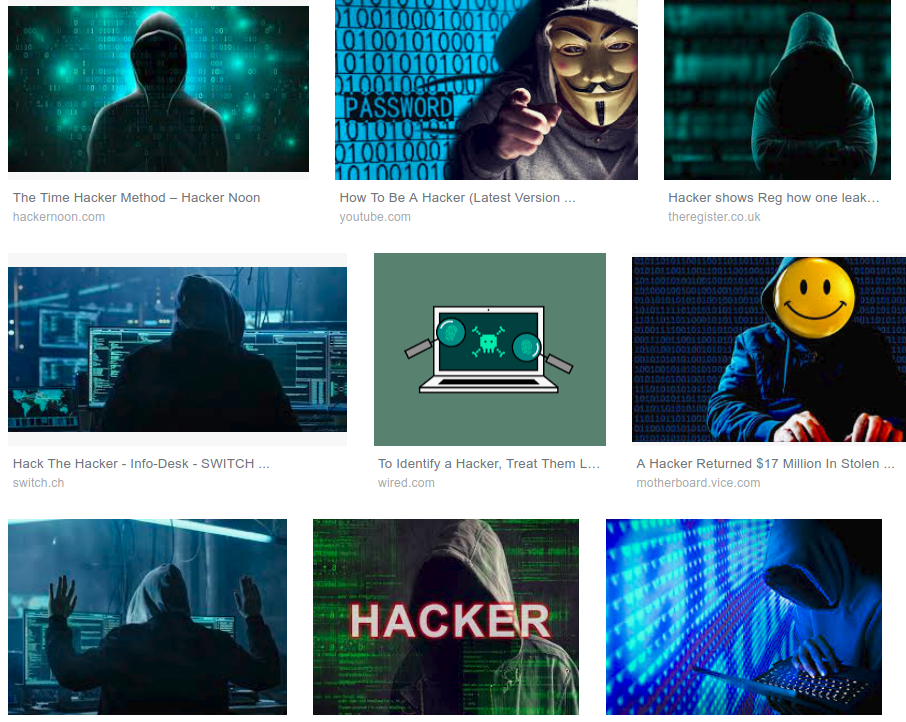 PASSWORD
The Time Hacker Method – Hacker Noon
hackernoon.com
How To Be A Hacker (Latest Version ...
youtube.com
Hacker shows Reg how one leak...
theregister.co.uk
Hack The Hacker - Info-Desk - SWITCH ...
switch.ch
To Identify a Hacker, Treat Them L...
wired.com
A Hacker Returned $17 Million In Stolen ...
motherboard.vice.com
HACKER